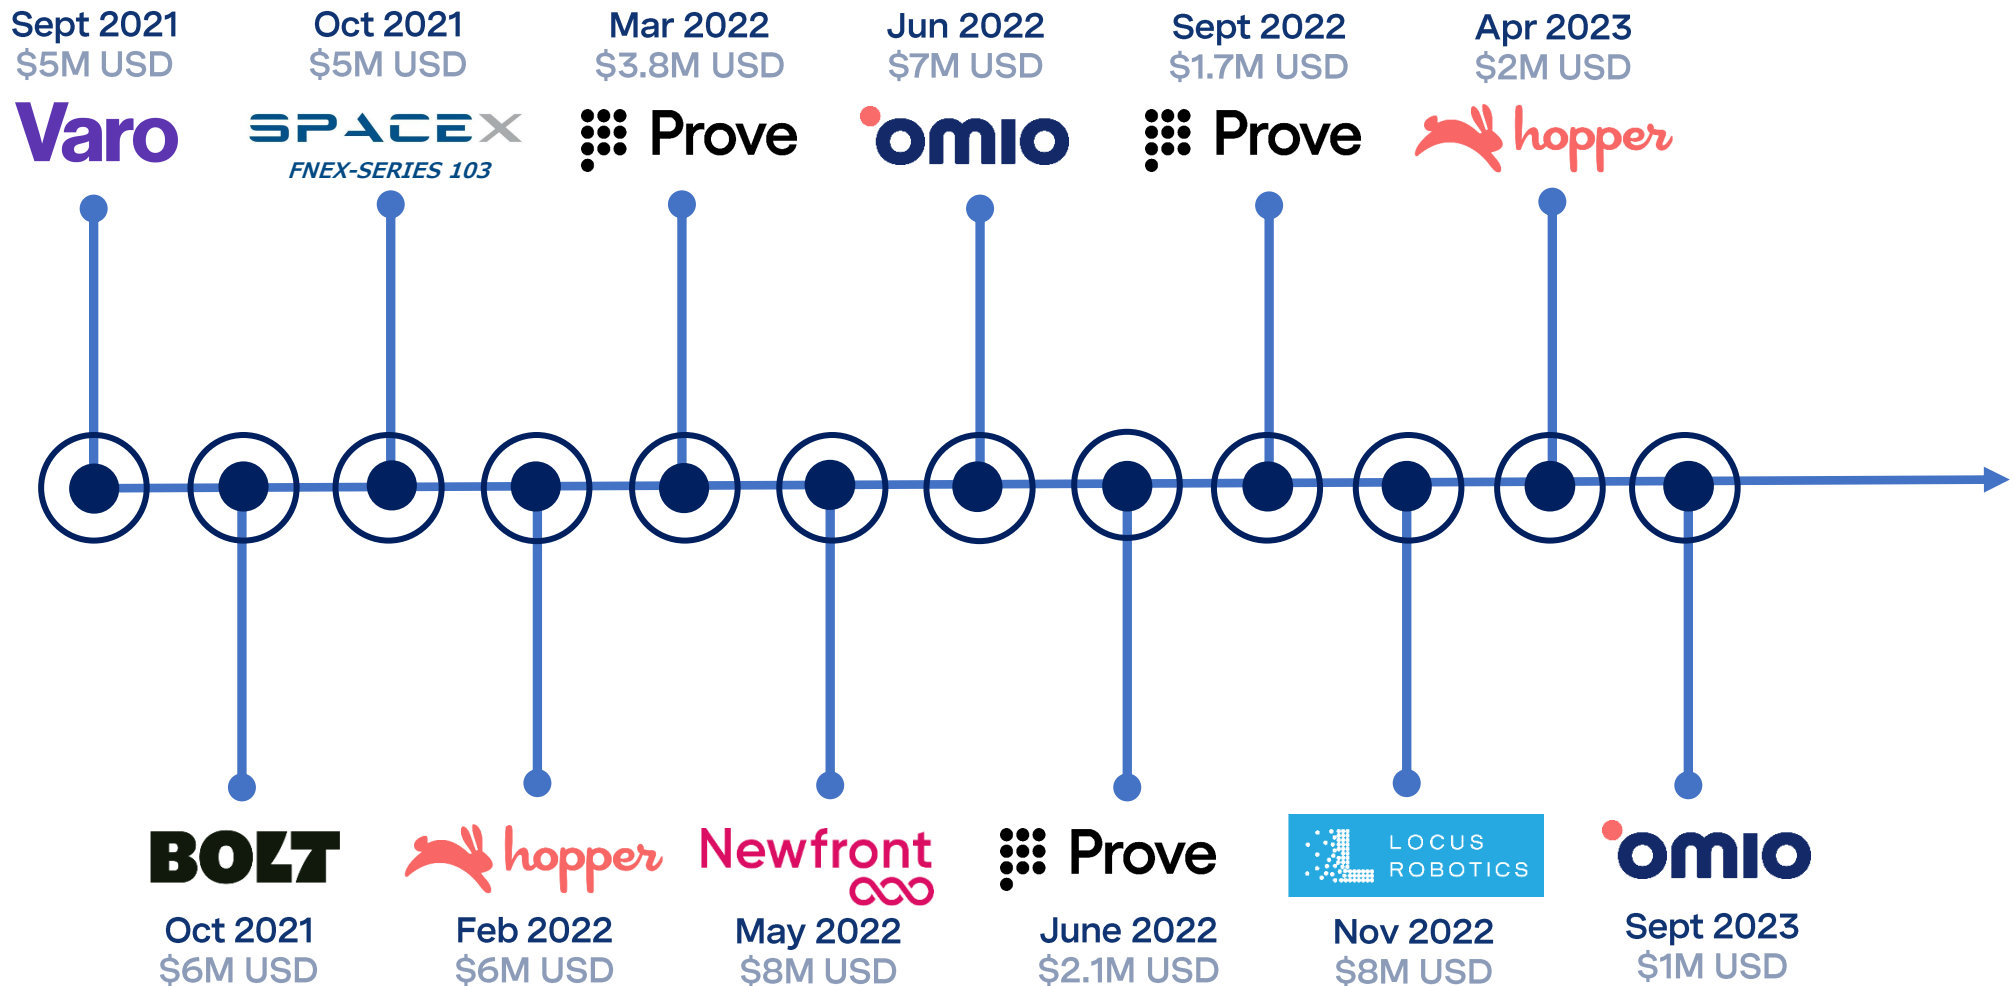 Sept 2021
$5M USD
Varo
Oct 2021
$5M USD
SPACEX
FNEX-SERIES 103
Mar 2022
$3.8M USD
Prove
Jun 2022
$7M USD
omio
Sept 2022
$1.7M USD
Prove
Apr 2023
$2M USD
hopper
BOLT
Oct 2021
$6M USD
hopper
Feb 2022
$6M USD
Newfront
May 2022
$8M USD
Prove
June 2022
$2.1M USD
LOCUS
ROBOTICS
Nov 2022
$8M USD
omio
Sept 2023
$1M USD